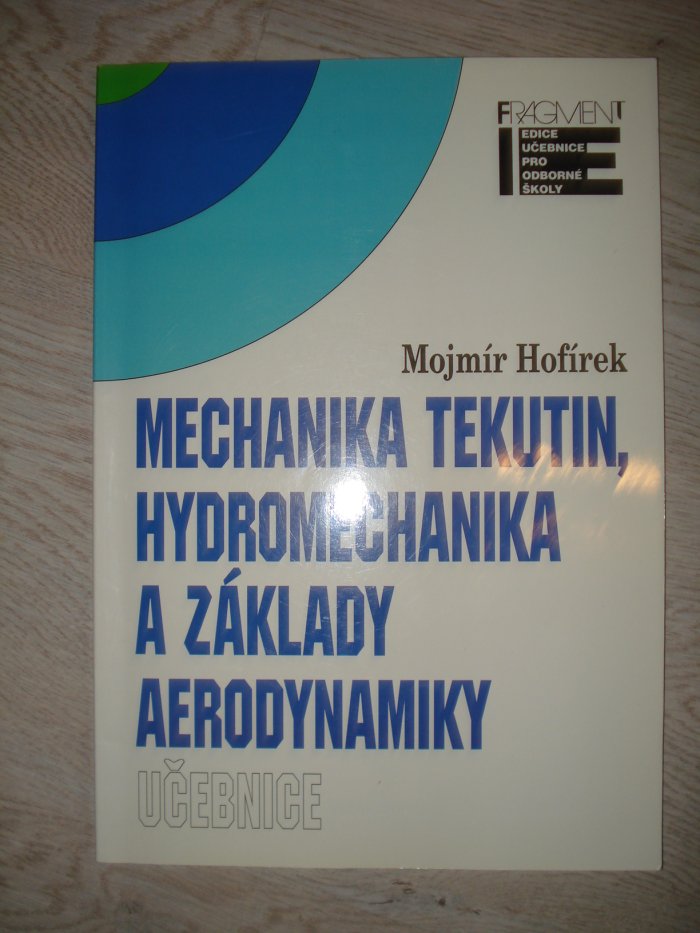 FRAGMENT
EDICE
UČEBNICE
PRO
ODBORNÉ
ŠKOLY
Mojmír Hofírek
MECHANIKA TEKUTIN,
HYDROMECHANIKA
A ZÁKLADY
AERODYNAMIKY
UČEBNICE